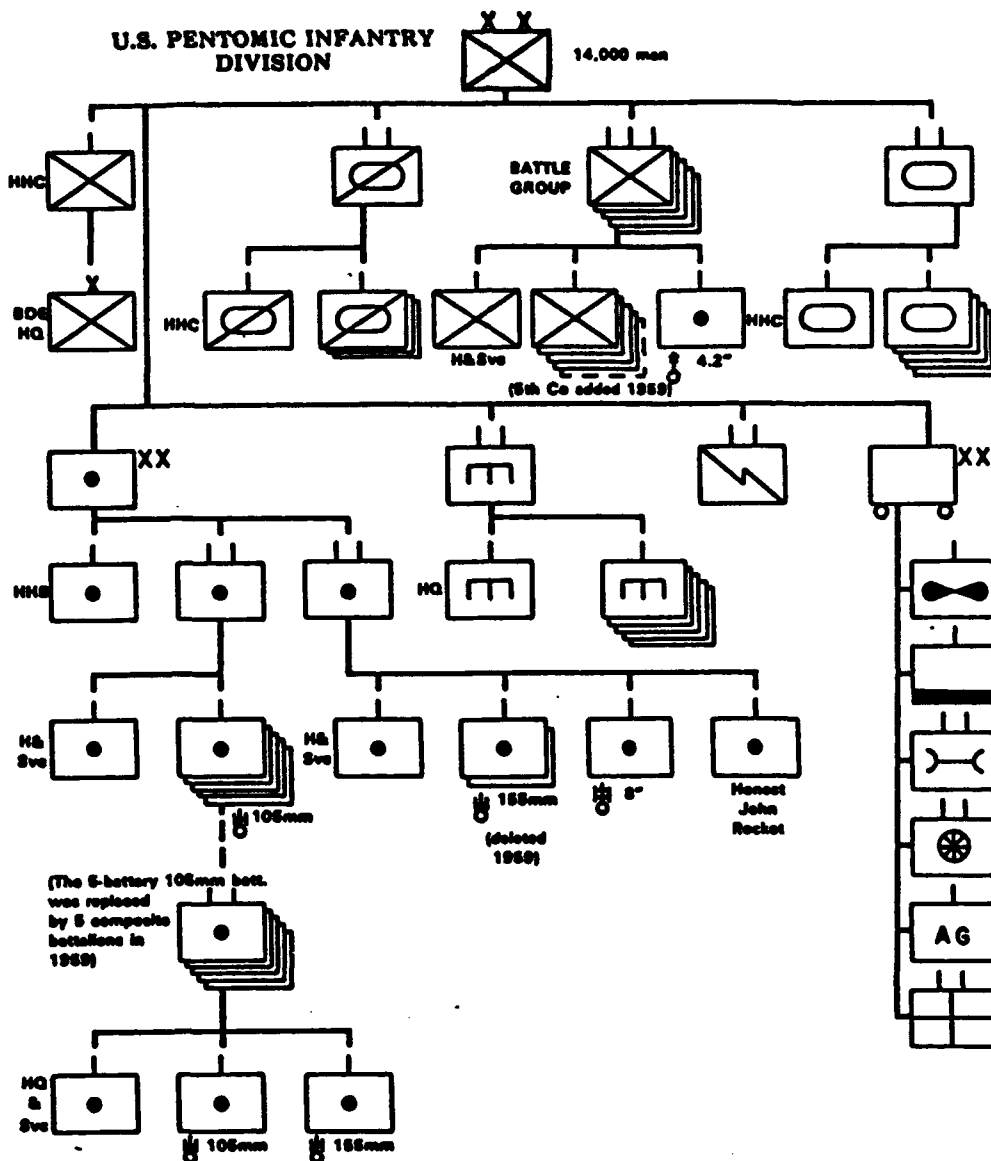 U.S. PENTOMIC INFANTRY
DIVISION
X X
14,000 men
HHC
BATTLE
GROUP
X
BDE
HQ
HHC
H&Svc
4.2"
HHC
(5th Co added 1959)
XX
XX
HHB
HQ
H&
Svc
105mm
H&
Svc
155mm
(deleted
1959)
8"
Honest
John
Rocket
(The 5-battery 105mm batt.
was replaced
by 5 composite
battalions in
1959)
AG
HQ
&
Svc
105mm
155mm